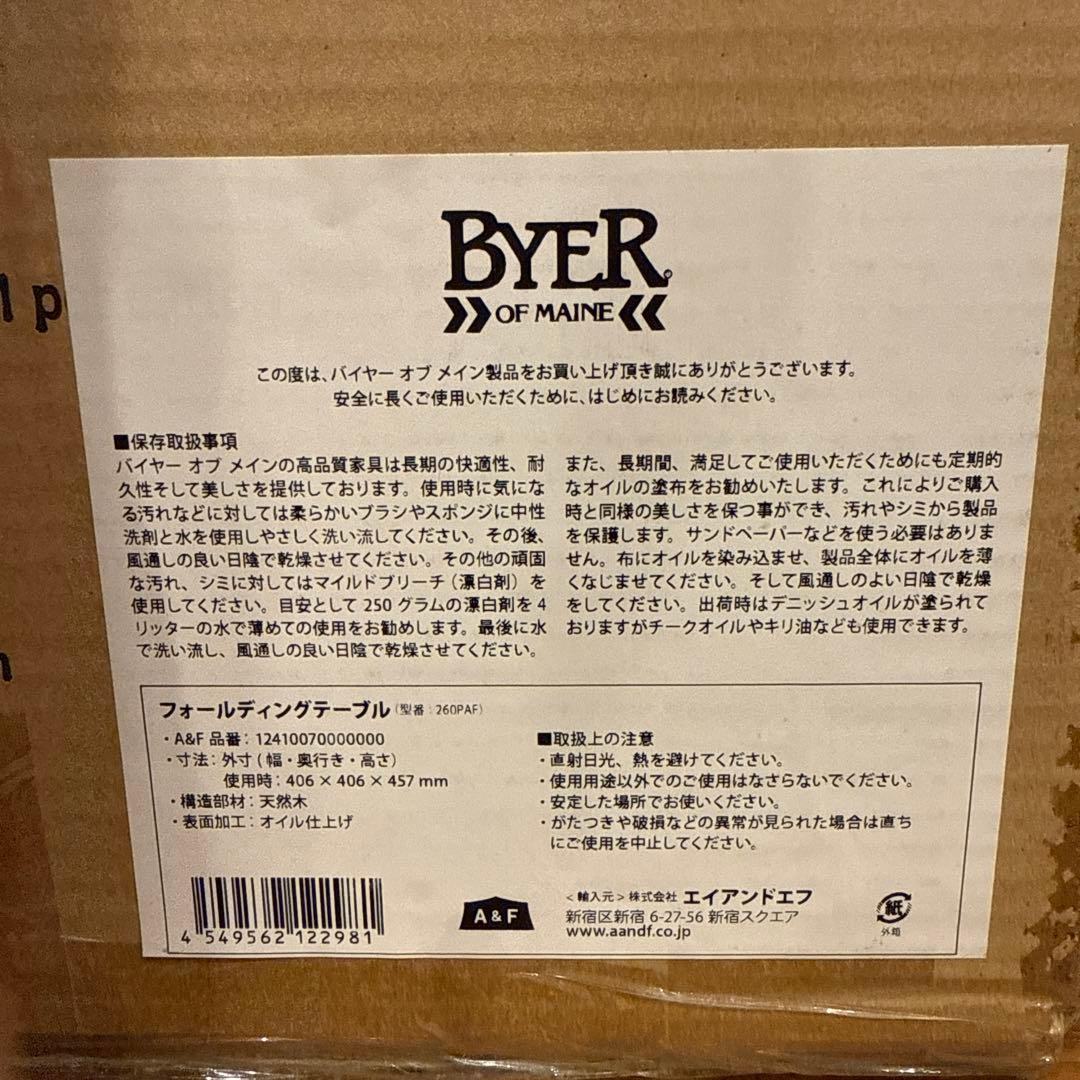 BYER
OF MAINE
この度は、バイヤー オブ メイン製品をお買い上げ頂き誠にありがとうございます。
安全に長くご使用いただくために、はじめにお読みください。
■保存取扱事項
バイヤー オブ メインの高品質家具は長期の快適性、耐
久性そして美しさを提供しております。使用時に気にな
る汚れなどに対しては柔らかいブラシやスポンジに中性
洗剤と水を使用しやさしく洗い流してください。その後、
風通しの良い日陰で乾燥させてください。その他の頑固
な汚れ、シミに対してはマイルドブリーチ（漂白剤）を
使用してください。目安として 250 グラムの漂白剤を 4
リッターの水で薄めての使用をお勧めします。最後に水
で洗い流し、風通しの良い日陰で乾燥させてください。
また、長期間、満足してご使用いただくためにも定期的
なオイルの塗布をお勧めいたします。これによりご購入
時と同様の美しさを保つ事ができ、汚れやシミから製品
を保護します。サンドペーパーなどを使う必要はありま
せん。布にオイルを染み込ませ、製品全体にオイルを薄
くなじませてください。そして風通しのよい日陰で乾燥
をしてください。出荷時はデニッシュオイルが塗られて
おりますがチークオイルやキリ油なども使用できます。
フォールディングテーブル（型番：260PAF）
・A&F 品番：12410070000000
・寸法：外寸 ( 幅・奥行き・高さ）
使用時：406 × 406 × 457 mm
・構造部材：天然木
・表面加工：オイル仕上げ
■取扱上の注意
・直射日光、熱を避けてください。
・使用用途以外でのご使用はなさらないでください。
・安定した場所でお使いください。
・がたつきや破損などの異常が見られた場合は直ち
にご使用を中止してください。
4 549562 122981
A & F
＜輸入元＞株式会社 エイアンドエフ
新宿区新宿 6-27-56 新宿スクエア
www.aandf.co.jp
紙
外箱